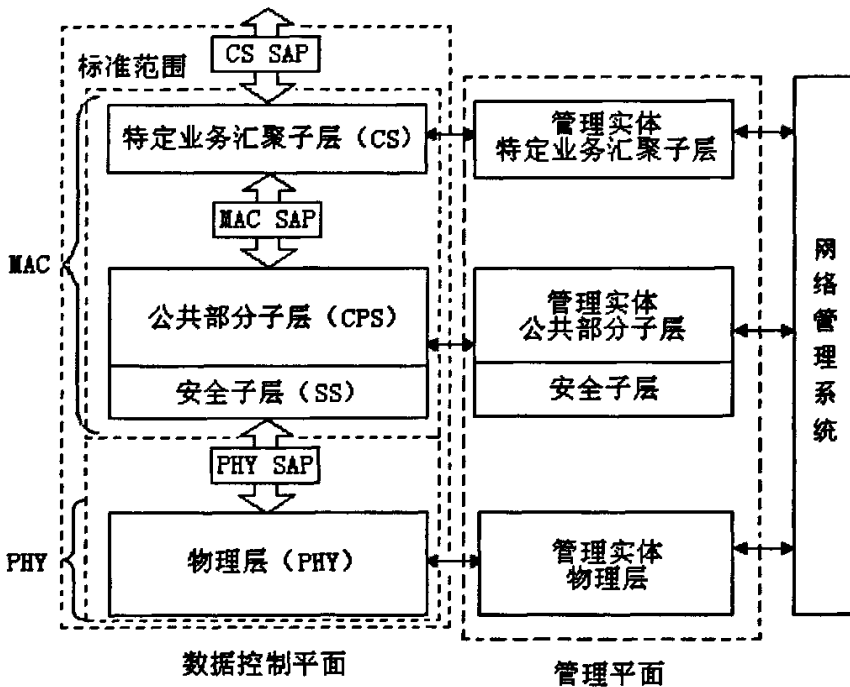 CS SAP
标准范围
特定业务汇聚子层（CS）
管理实体
特定业务汇聚子层
MAC SAP
MAC
公共部分子层（CPS）
管理实体
公共部分子层
安全子层（SS）
安全子层
网络管理系统
PHY SAP
PHY
物理层（PHY）
管理实体
物理层
数据控制平面
管理平面